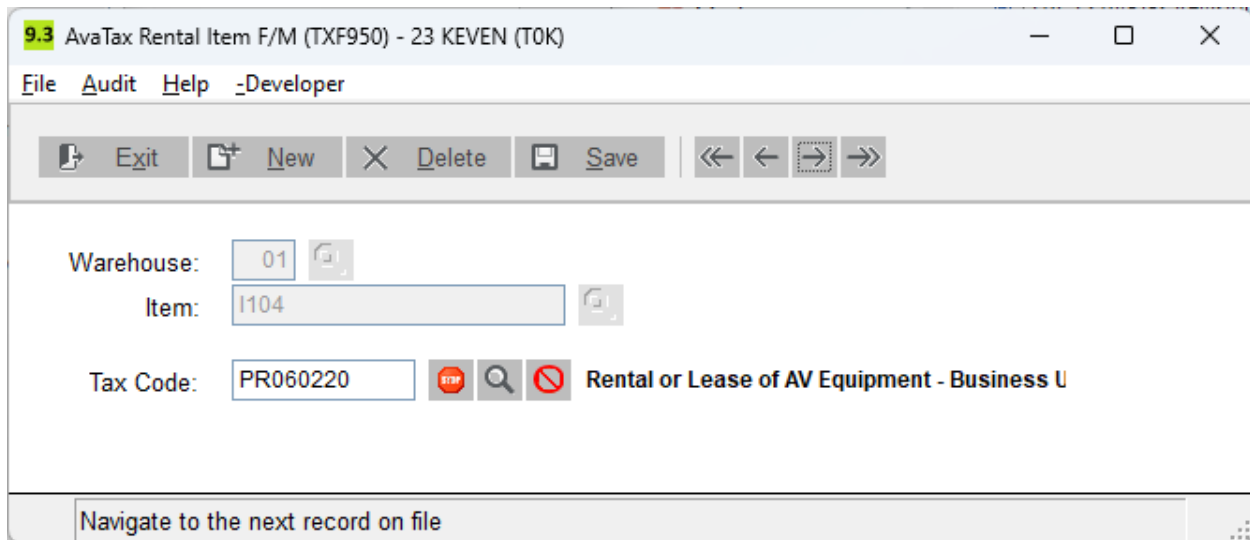 9.3 AvaTax Rental Item F/M (TXF950) - 23 KEVEN (T0K)
File Audit Help -Developer
Exit New Delete Save
Warehouse: 01
Item: I104
Tax Code: PR060220 STOP Rental or Lease of AV Equipment - Business U
Navigate to the next record on file